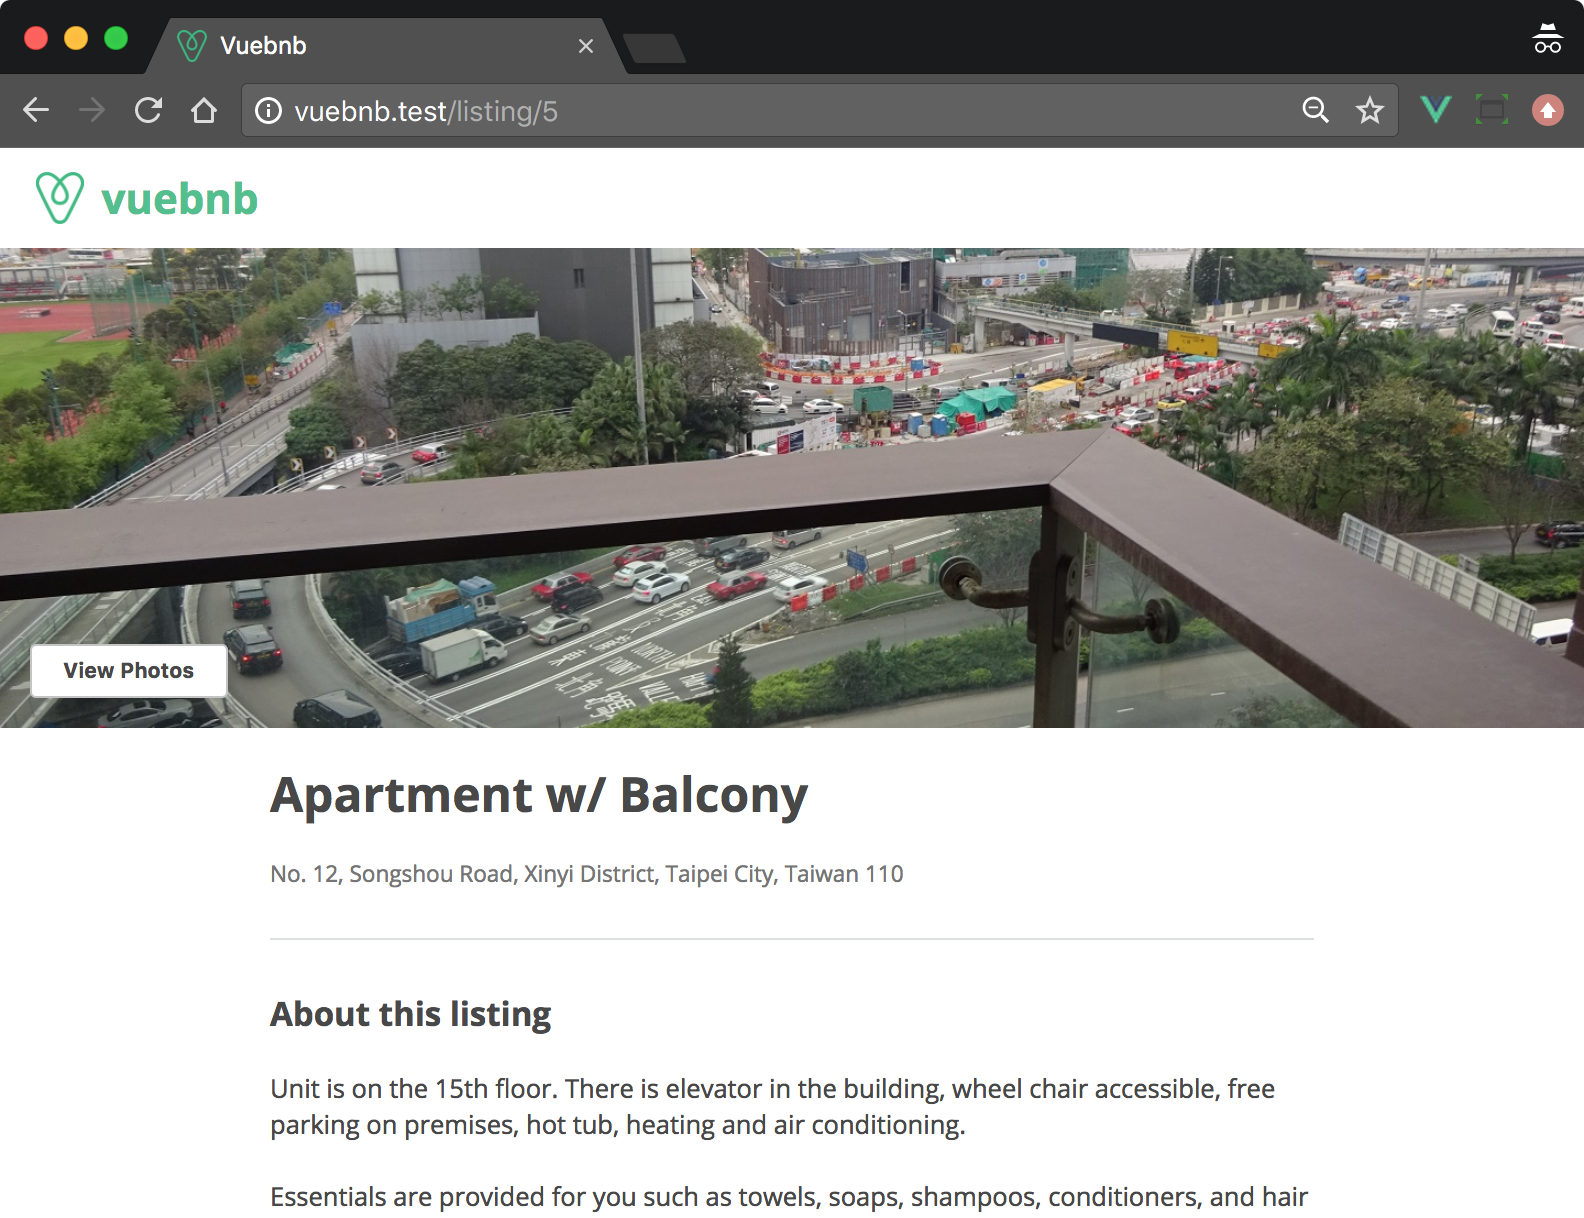 Vuebnb
vuebnb.test/listing/5
vuebnb
View Photos
Apartment w/ Balcony
No. 12, Songshou Road, Xinyi District, Taipei City, Taiwan 110
About this listing
Unit is on the 15th floor. There is elevator in the building, wheel chair accessible, free
parking on premises, hot tub, heating and air conditioning.
Essentials are provided for you such as towels, soaps, shampoos, conditioners, and hair